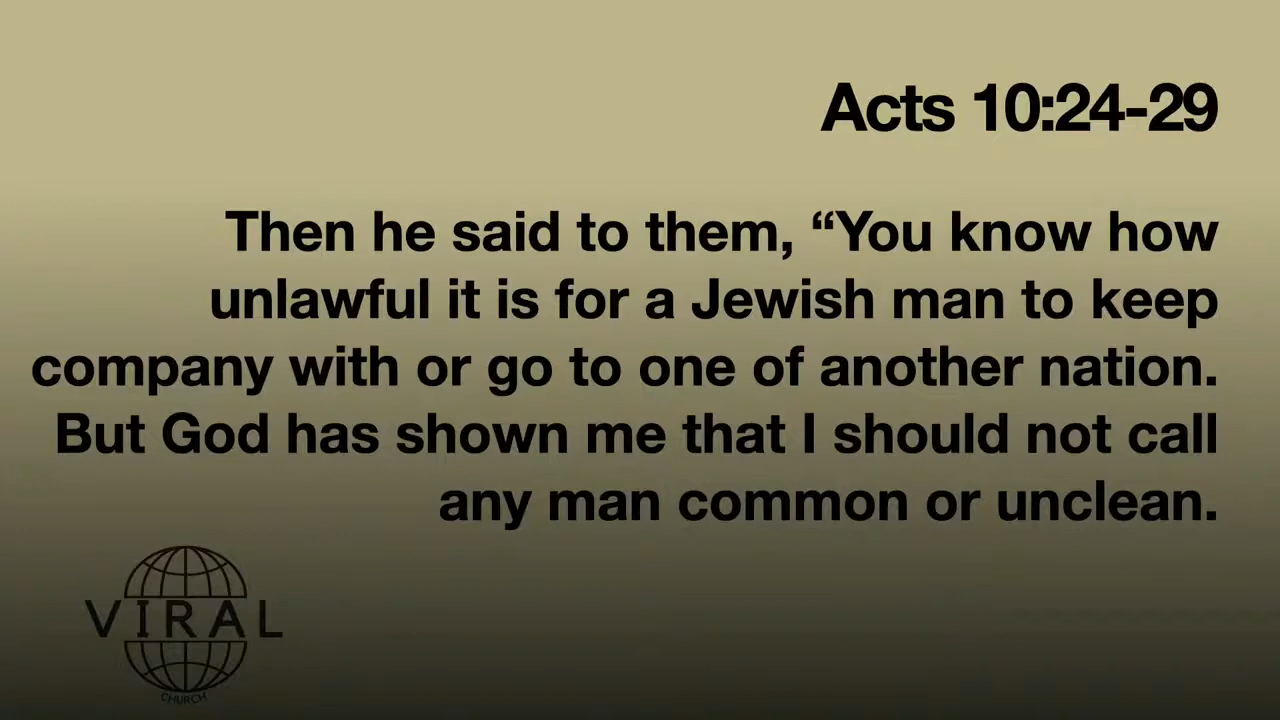 Acts 10:24-29
Then he said to them, “You know how
unlawful it is for a Jewish man to keep
company with or go to one of another nation.
But God has shown me that I should not call
any man common or unclean.
VIRAL
CHURCH